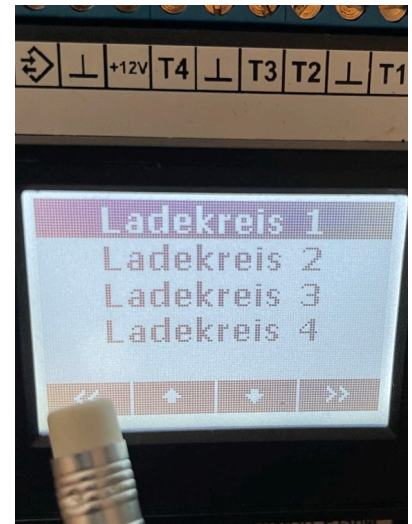 ⊥ +12V T4 ⊥ T3 T2 ⊥ T1
Ladekreis 1
Ladekreis 2
Ladekreis 3
Ladekreis 4
<< >>